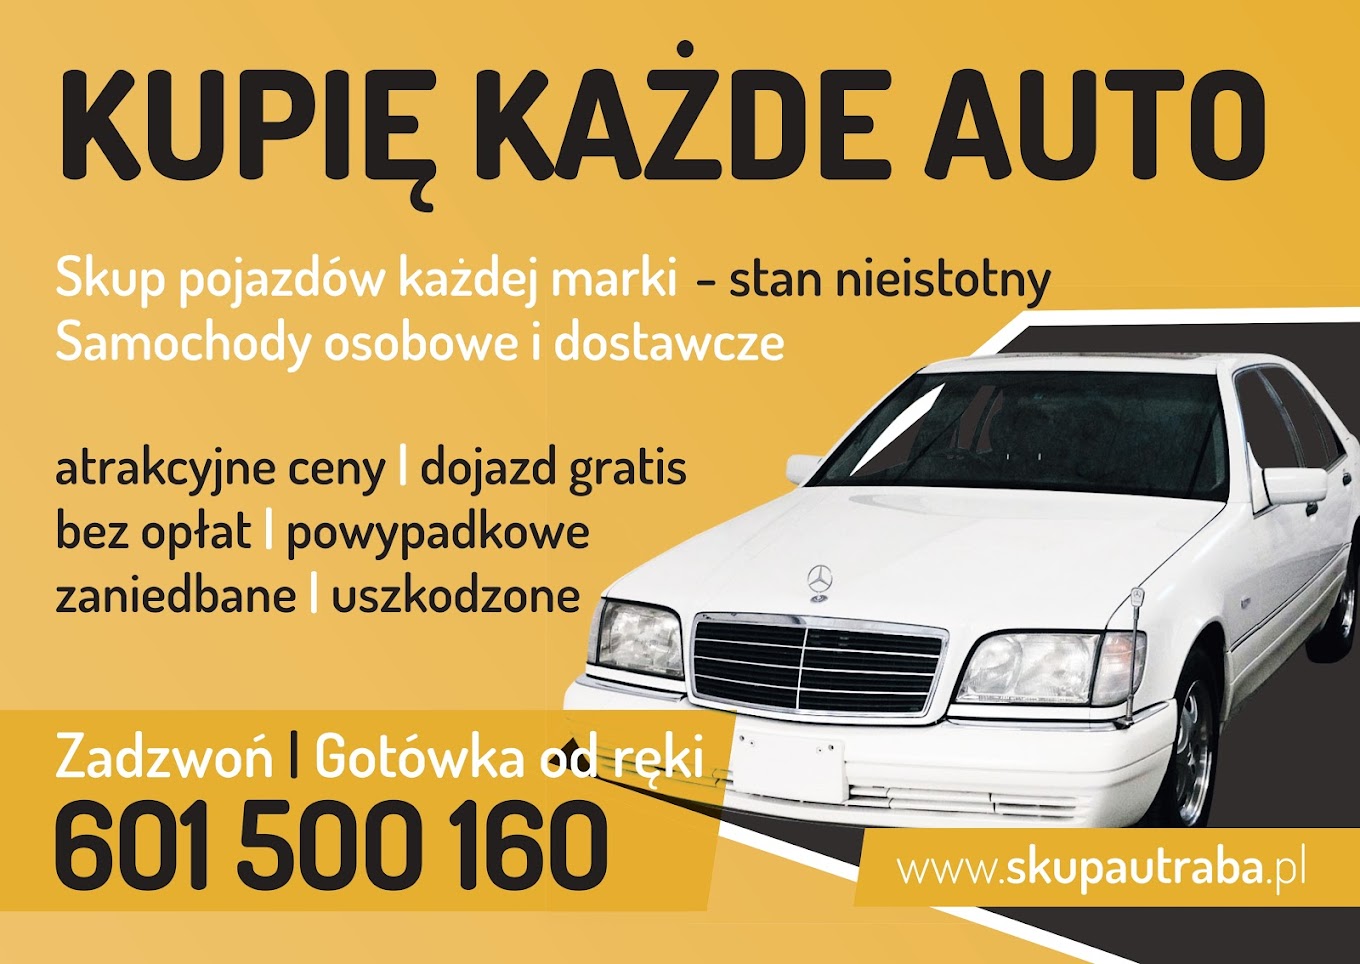 KUPIĘ KAŻDE AUTO
Skup pojazdów każdej marki - stan nieistotny
Samochody osobowe i dostawcze
atrakcyjne ceny | dojazd gratis
bez opłat | powypadkowe
zaniedbane | uszkodzone
Zadzwoń | Gotówka od ręki
601 500 160
www.skupautraba.pl